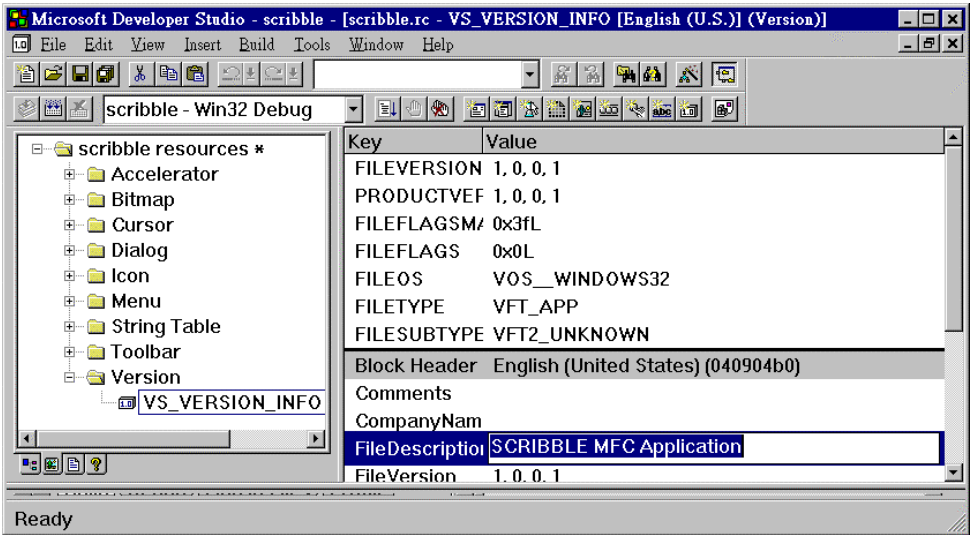 Microsoft Developer Studio - scribble - [scribble.rc - VS_VERSION_INFO [English (U.S.)] (Version)]
File Edit View Insert Build Tools Window Help
scribble - Win32 Debug
scribble resources *
Accelerator
Bitmap
Cursor
Dialog
Icon
Menu
String Table
Toolbar
Version
VS_VERSION_INFO
Key Value
FILEVERSION 1, 0, 0, 1
PRODUCTVER 1, 0, 0, 1
FILEFLAGSMA 0x3fL
FILEFLAGS 0x0L
FILEOS VOS__WINDOWS32
FILETYPE VFT_APP
FILESUBTYPE VFT2_UNKNOWN
Block Header English (United States) (040904b0)
Comments
CompanyNam
FileDescription SCRIBBLE MFC Application
FileVersion 1, 0, 0, 1
Ready